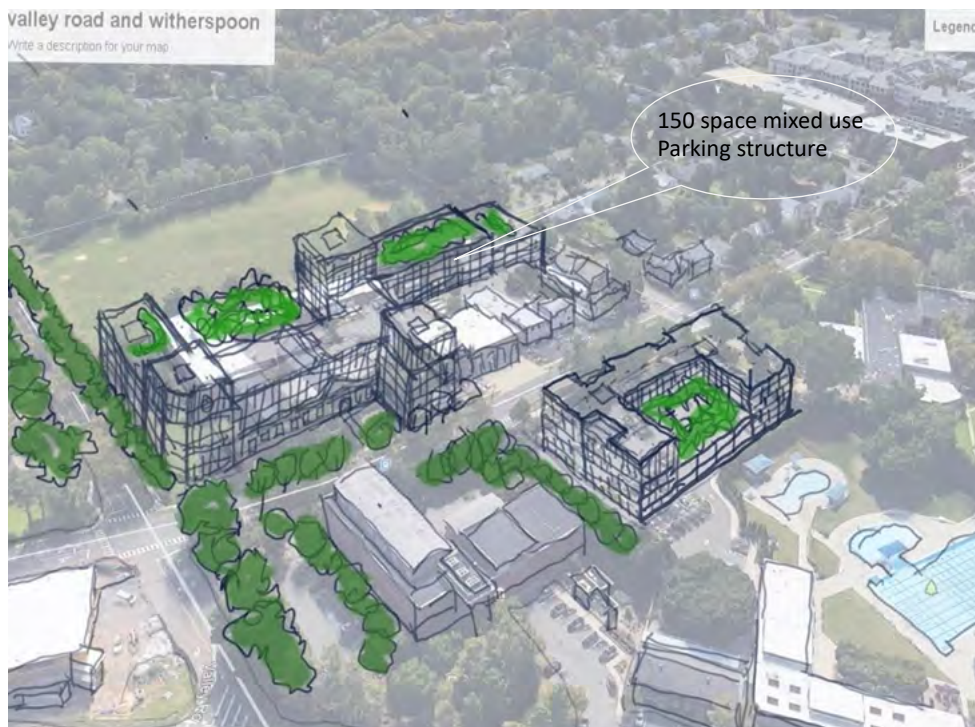 valley road and witherspoon
Write a description for your map
Legend
150 space mixed use
Parking structure